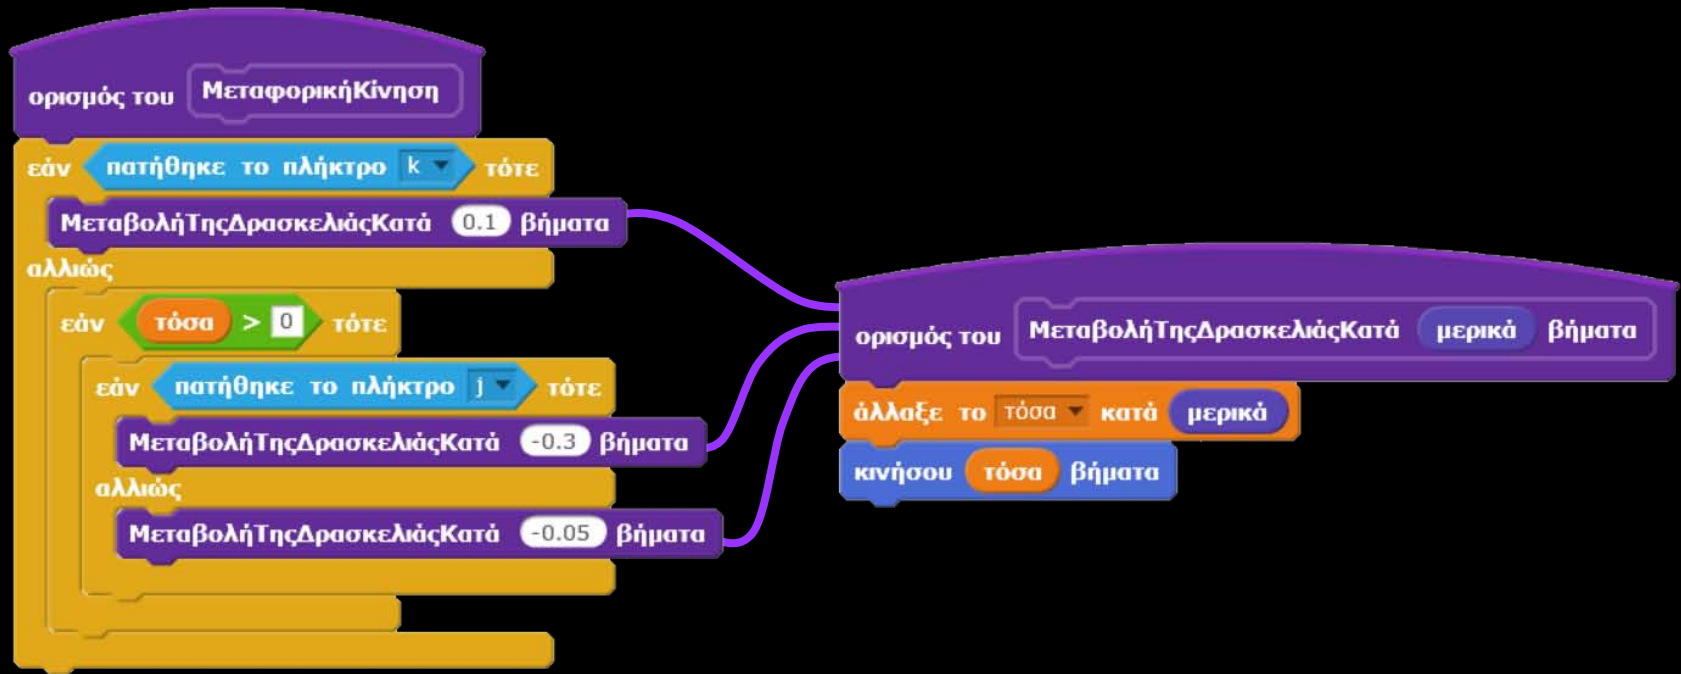 ορισμός του ΜεταφορικήΚίνηση
εάν πατήθηκε το πλήκτρο k τότε
ΜεταβολήΤηςΔρασκελιάςΚατά 0.1 βήματα
αλλιώς
εάν τόσα > 0 τότε
εάν πατήθηκε το πλήκτρο j τότε
ΜεταβολήΤηςΔρασκελιάςΚατά -0.3 βήματα
αλλιώς
ΜεταβολήΤηςΔρασκελιάςΚατά -0.05 βήματα
ορισμός του ΜεταβολήΤηςΔρασκελιάςΚατά μερικά βήματα
άλλαξε το τόσα κατά μερικά
κινήσου τόσα βήματα